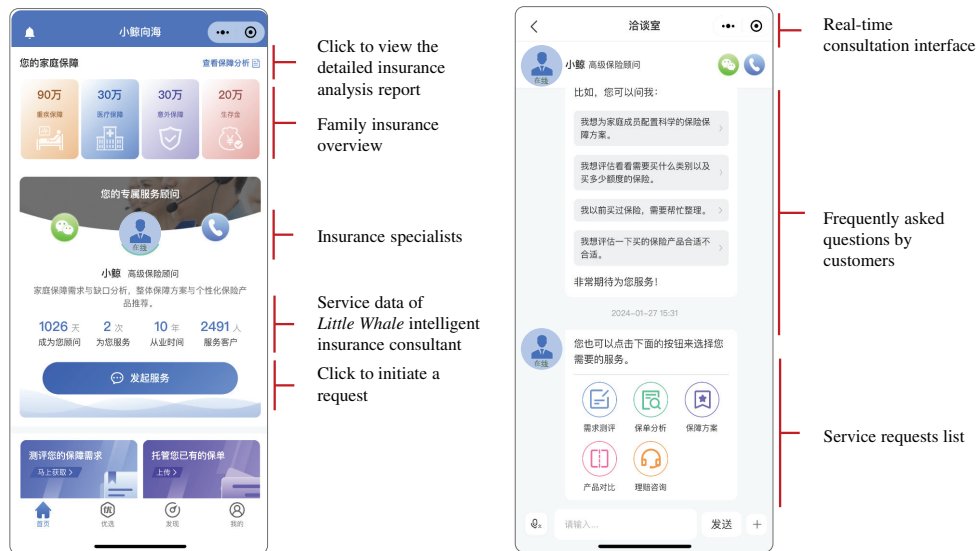 小鲸向海
您的家庭保障
查看保障分析
90万
30万
30万
20万
重疾保障
医疗保障
意外保障
生存金
您的专属服务顾问
在线
小鲸 高级保险顾问
家庭保障需求与缺口分析，整体保障方案与个性化保险产
品推荐。
1026 天
2 次
10 年
2491 人
成为您顾问
为您服务
从业时间
服务客户
发起服务
测评您的保障需求
马上获取 >
托管您已有的保单
上传 >
首页
优
优选
发现
我的
Click to view the
detailed insurance
analysis report
Family insurance
overview
Insurance specialists
Service data of
Little Whale intelligent
insurance consultant
Click to initiate a
request
洽谈室
小鲸 高级保险顾问
在线
比如，您可以问我：
我想为家庭成员配置科学的保险保
障方案。
我想评估看看需要买什么类别以及
买多少额度的保险。
我以前买过保险，需要帮忙整理。
我想评估一下买的保险产品合适不
合适。
非常期待为您服务！
2024-01-27 15:31
在线
您也可以点击下面的按钮来选择您
需要的服务。
需求测评
保单分析
保障方案
产品对比
理赔咨询
请输入...
发送
Real-time
consultation interface
Frequently asked
questions by
customers
Service requests list